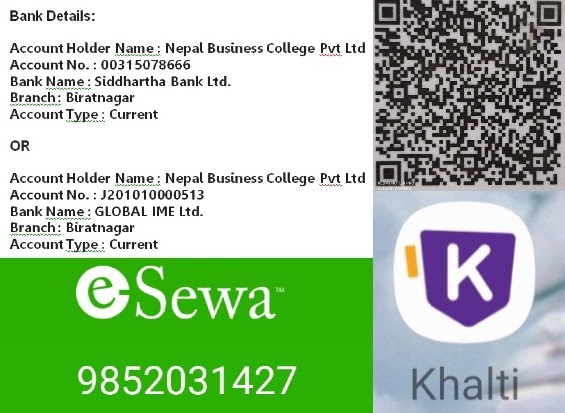 Bank Details:
Account Holder Name : Nepal Business College Pvt Ltd
Account No. : 00315078666
Bank Name : Siddhartha Bank Ltd.
Branch : Biratnagar
Account Type : Current
OR
Account Holder Name : Nepal Business College Pvt Ltd
Account No. : J201010000513
Bank Name : GLOBAL IME Ltd.
Branch : Biratnagar
Account Type : Current
eSewa™
9852031427
K
Khalti